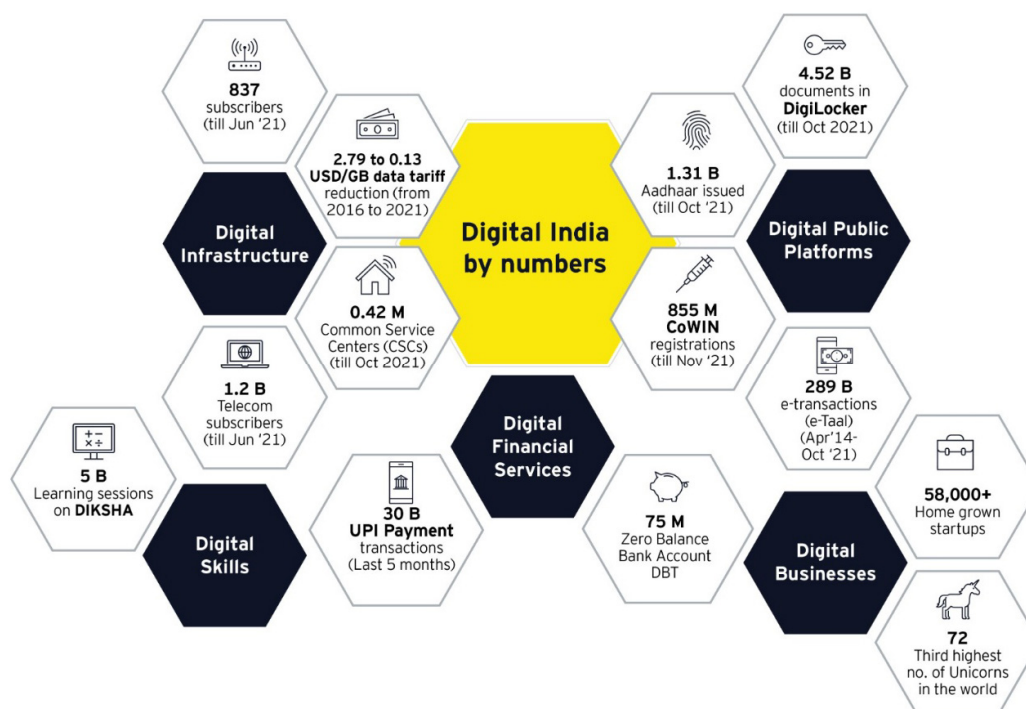 Digital India
by numbers
837
subscribers
(till Jun '21)
2.79 to 0.13
USD/GB data tariff
reduction (from
2016 to 2021)
Digital
Infrastructure
0.42 M
Common Service
Centers (CSCs)
(till Oct 2021)
1.2 B
Telecom
subscribers
(till Jun '21)
4.52 B
documents in
DigiLocker
(till Oct 2021)
1.31 B
Aadhaar issued
(till Oct '21)
Digital Public
Platforms
855 M
CoWIN
registrations
(till Nov '21)
289 B
e-transactions
(e-Taal)
(Apr'14-
Oct '21)
Digital
Financial
Services
30 B
UPI Payment
transactions
(Last 5 months)
75 M
Zero Balance
Bank Account
DBT
+ −
× ÷
5 B
Learning sessions
on DIKSHA
Digital
Skills
58,000+
Home grown
startups
Digital
Businesses
72
Third highest
no. of Unicorns
in the world